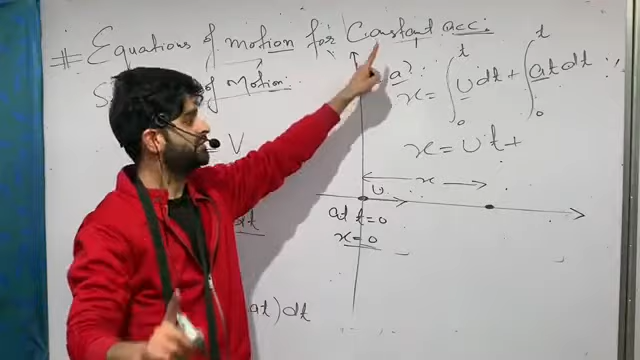 # Equations of motion for Constant acc:
of Motion:
a?:
x = ∫₀ᵗ u dt + ∫₀ᵗ at dt
= V
x = ut +
x
u
at t=0
x=0
dt
at) dt